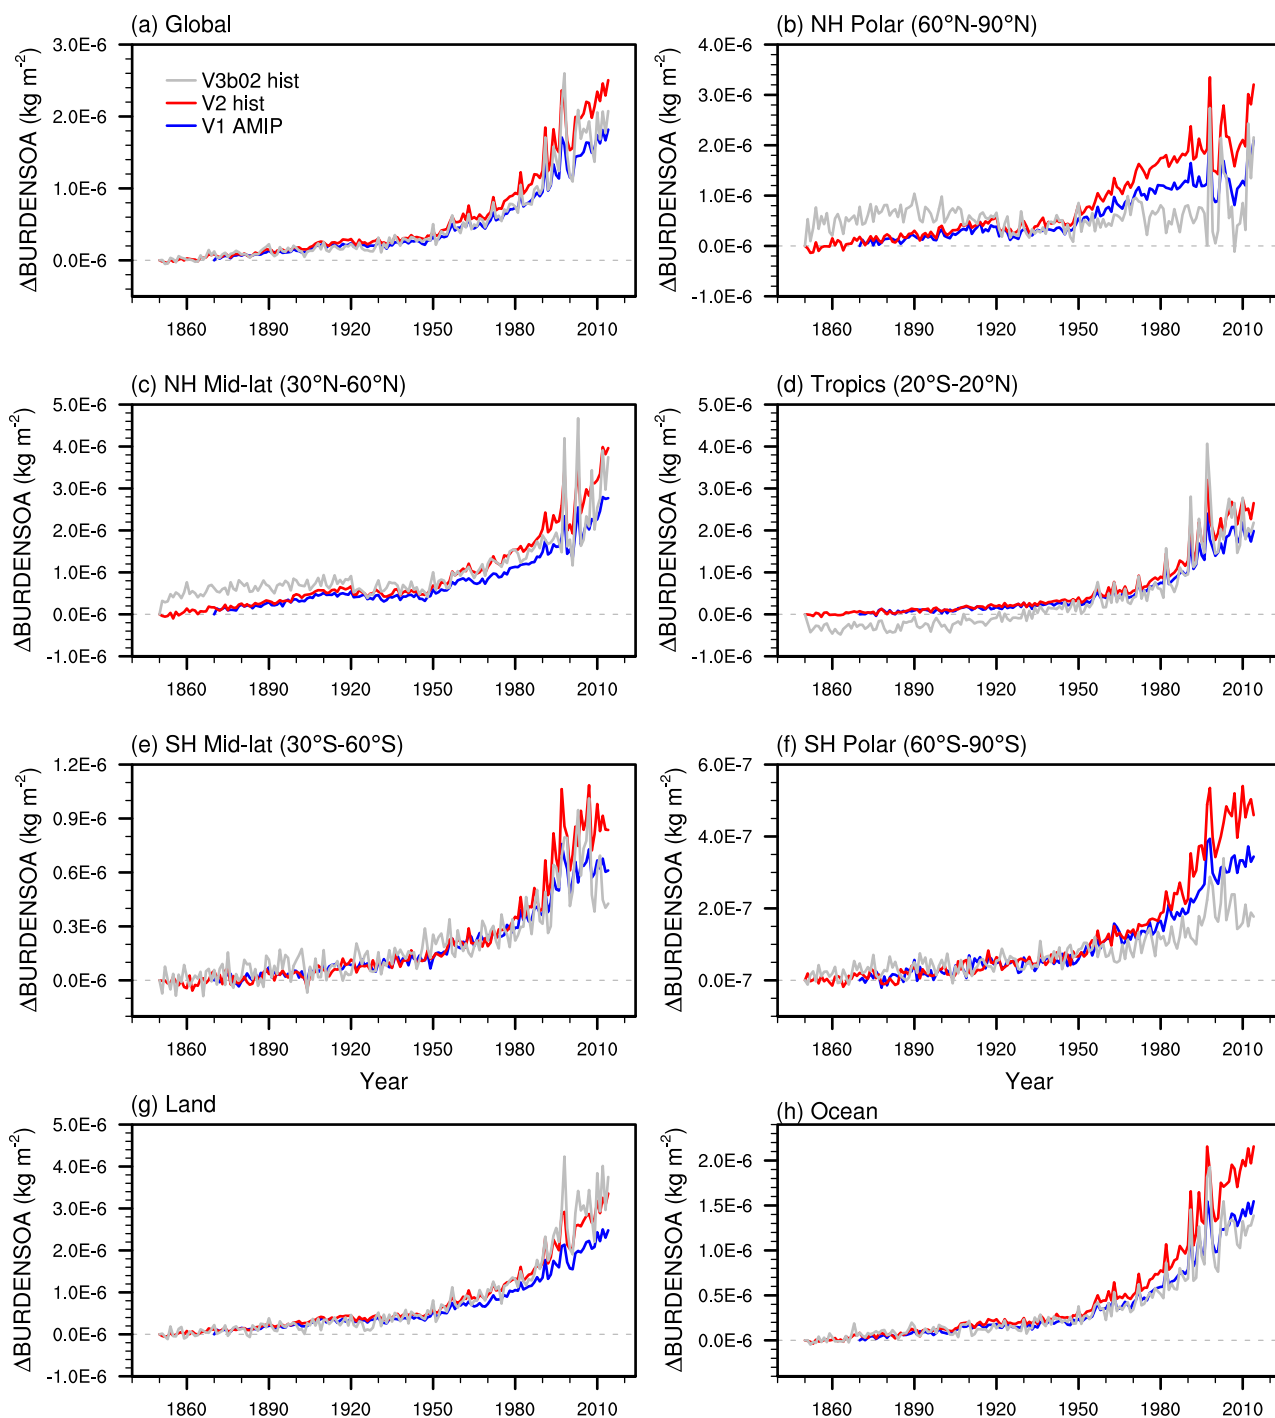 (a) Global
ΔBURDENSOA (kg m-2)
3.0E-6
2.0E-6
1.0E-6
0.0E-6
V3b02 hist
V2 hist
V1 AMIP
1860 1890 1920 1950 1980 2010
(b) NH Polar (60°N-90°N)
ΔBURDENSOA (kg m-2)
4.0E-6
3.0E-6
2.0E-6
1.0E-6
0.0E-6
-1.0E-6
1860 1890 1920 1950 1980 2010
(c) NH Mid-lat (30°N-60°N)
ΔBURDENSOA (kg m-2)
5.0E-6
4.0E-6
3.0E-6
2.0E-6
1.0E-6
0.0E-6
-1.0E-6
1860 1890 1920 1950 1980 2010
(d) Tropics (20°S-20°N)
ΔBURDENSOA (kg m-2)
5.0E-6
4.0E-6
3.0E-6
2.0E-6
1.0E-6
0.0E-6
-1.0E-6
1860 1890 1920 1950 1980 2010
(e) SH Mid-lat (30°S-60°S)
ΔBURDENSOA (kg m-2)
1.2E-6
0.9E-6
0.6E-6
0.3E-6
0.0E-6
1860 1890 1920 1950 1980 2010
Year
(f) SH Polar (60°S-90°S)
ΔBURDENSOA (kg m-2)
6.0E-7
4.0E-7
2.0E-7
0.0E-7
1860 1890 1920 1950 1980 2010
Year
(g) Land
ΔBURDENSOA (kg m-2)
5.0E-6
4.0E-6
3.0E-6
2.0E-6
1.0E-6
0.0E-6
-1.0E-6
1860 1890 1920 1950 1980 2010
(h) Ocean
ΔBURDENSOA (kg m-2)
2.0E-6
1.5E-6
1.0E-6
0.5E-6
0.0E-6
1860 1890 1920 1950 1980 2010